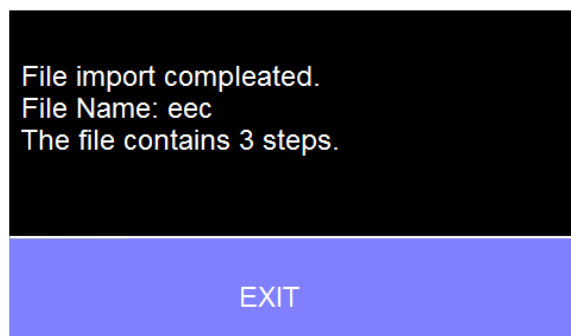 File import compleated.
File Name: eec
The file contains 3 steps.
EXIT